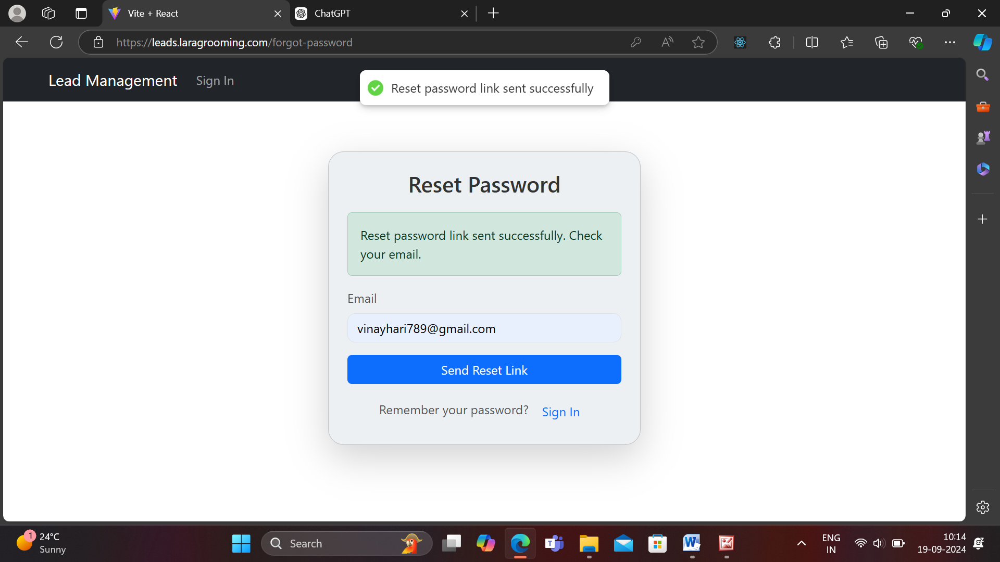 Vite + React
ChatGPT
https://leads.laragrooming.com/forgot-password
Lead Management
Sign In
Reset password link sent successfully
Reset Password
Reset password link sent successfully. Check
your email.
Email
vinayhari789@gmail.com
Send Reset Link
Remember your password? Sign In
1
24°C
Sunny
Search
ENG
IN
10:14
19-09-2024